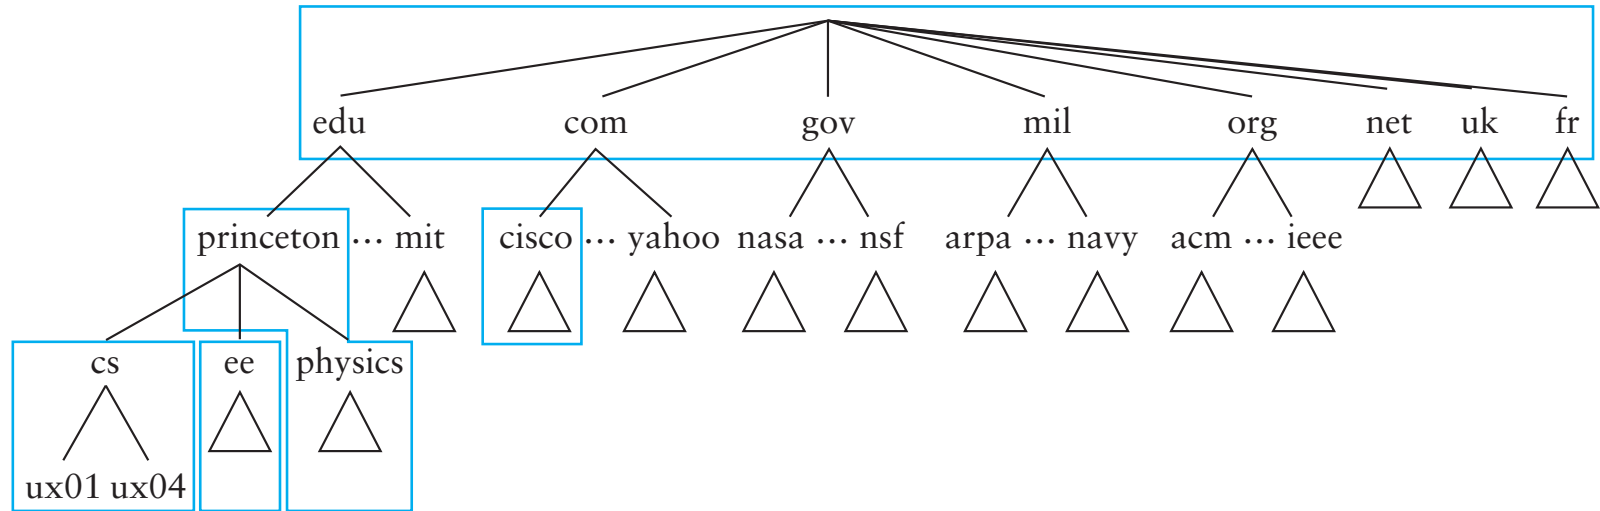 edu com gov mil org net uk fr
princeton ... mit cisco ... yahoo nasa ... nsf arpa ... navy acm ... ieee
cs ee physics
ux01 ux04